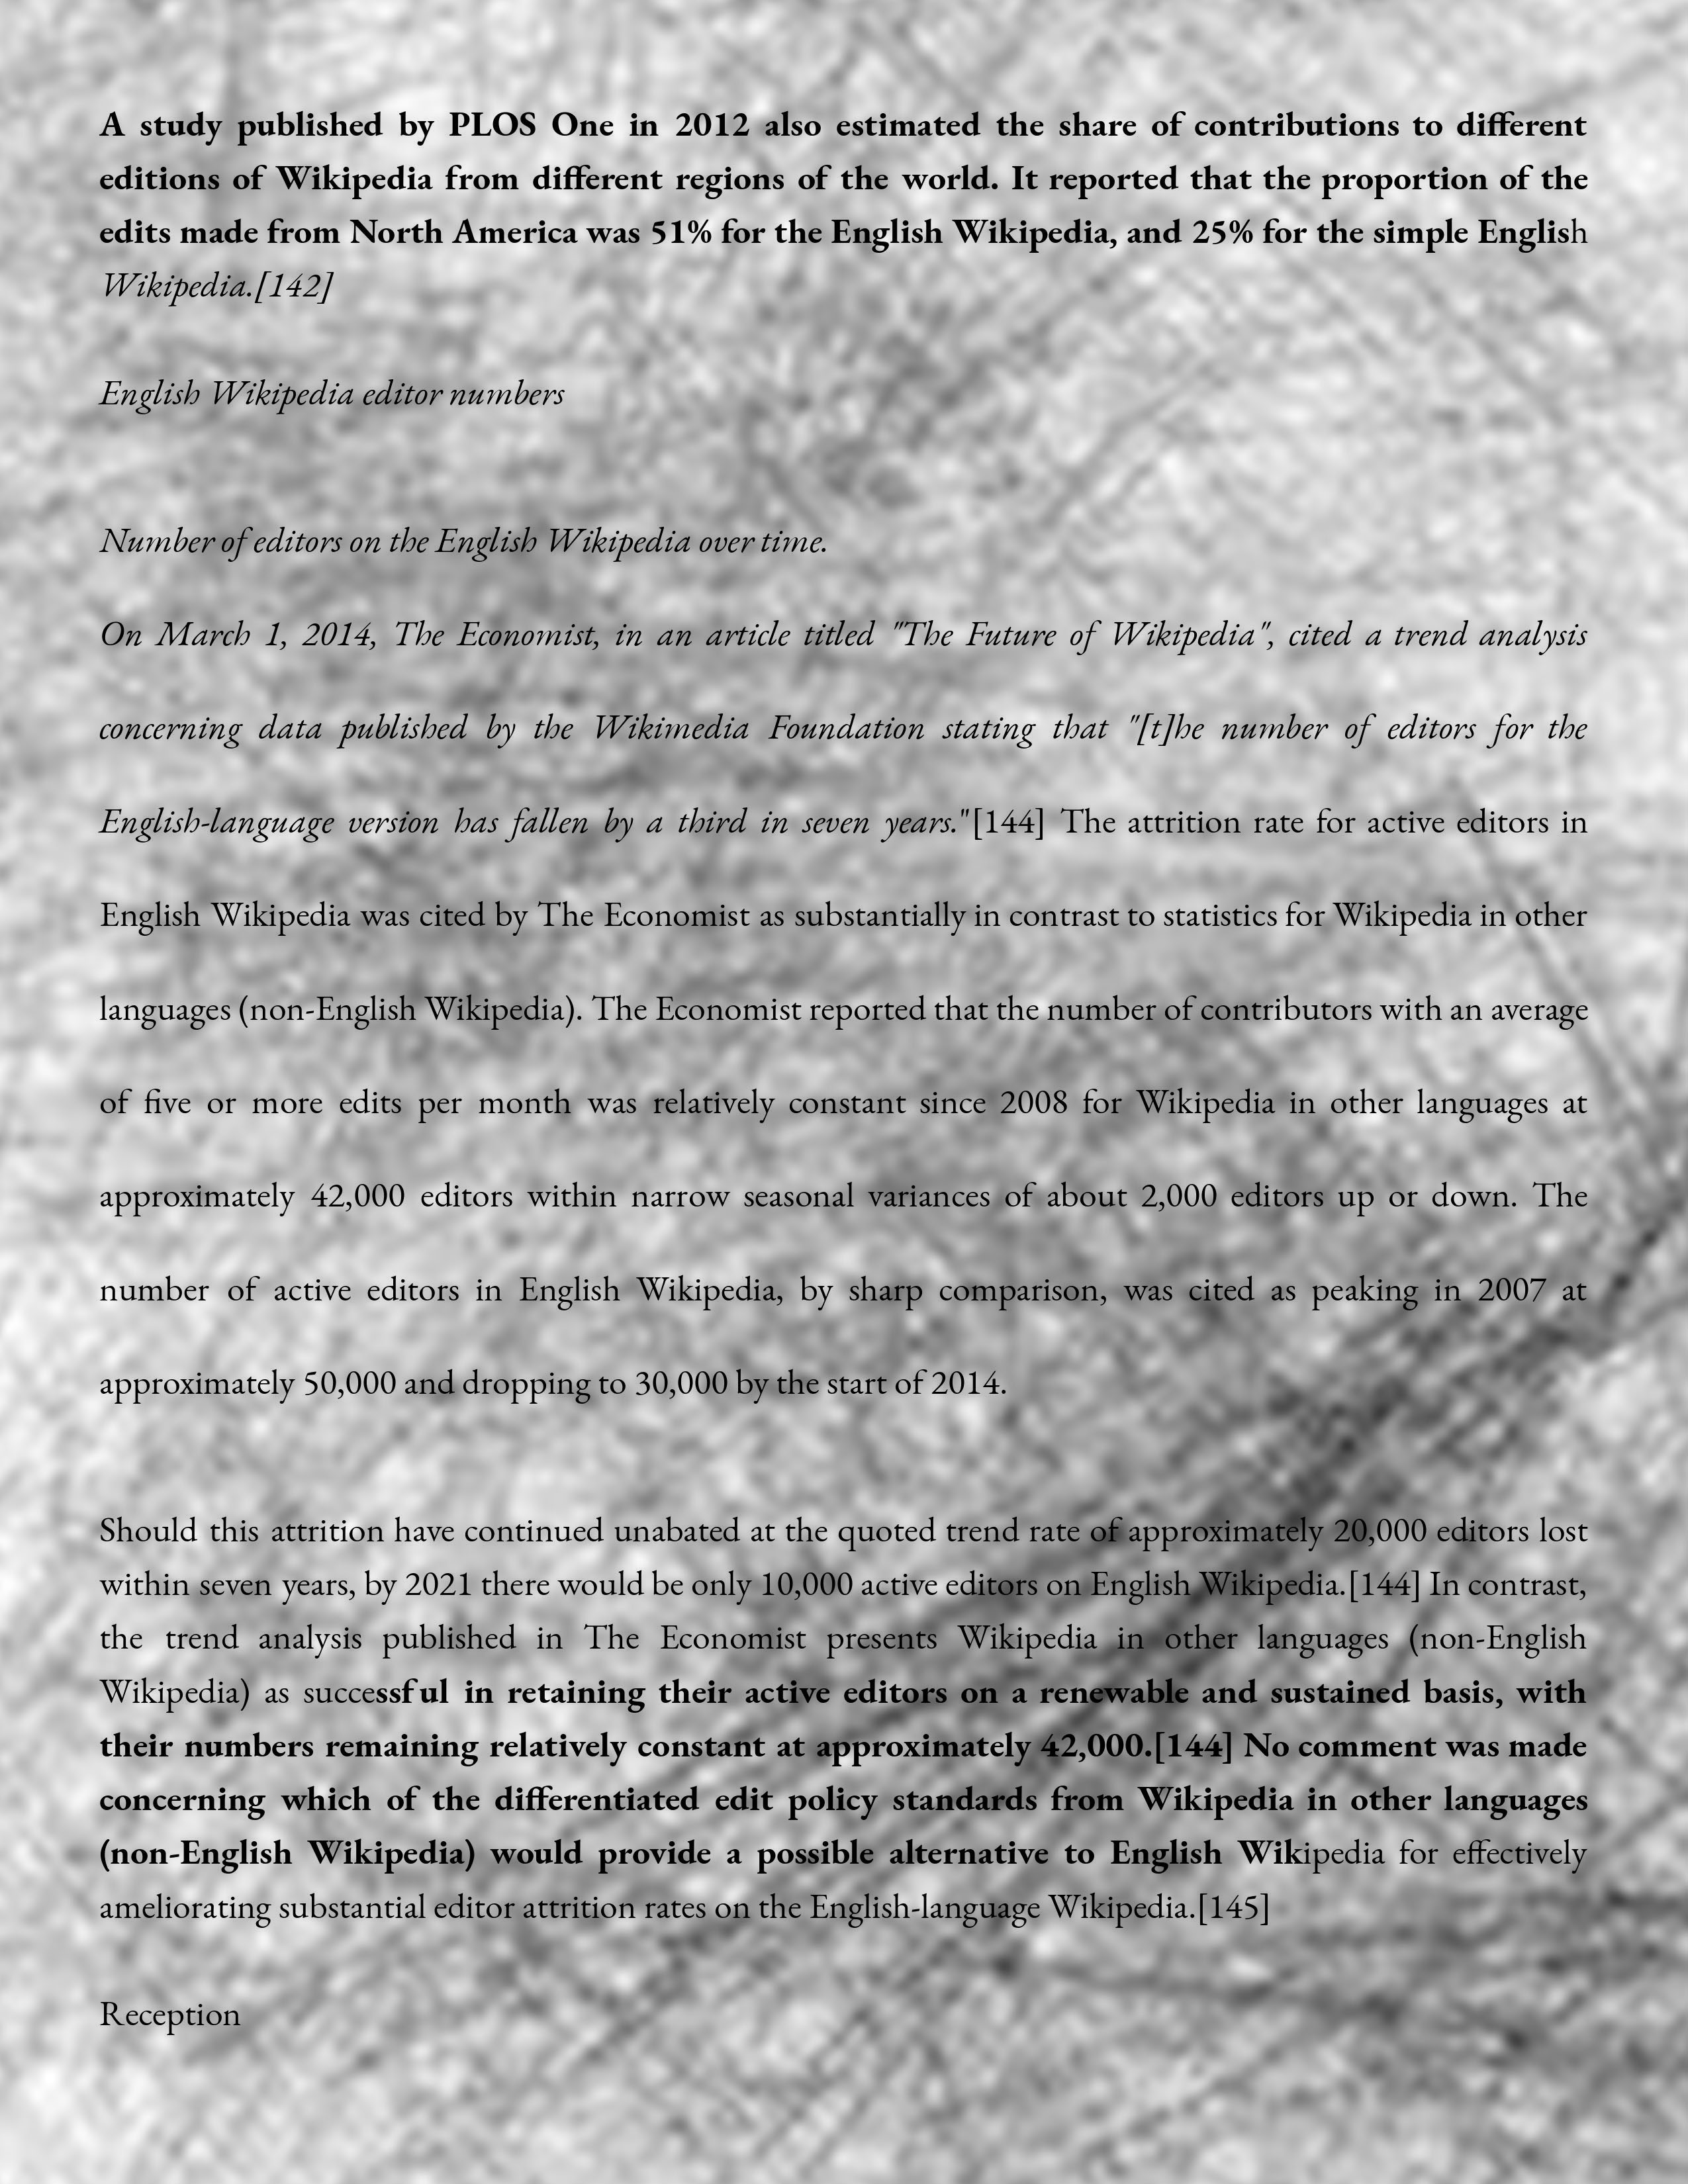 A study published by PLOS One in 2012 also estimated the share of contributions to different
editions of Wikipedia from different regions of the world. It reported that the proportion of the
edits made from North America was 51% for the English Wikipedia, and 25% for the simple English
Wikipedia.[142]
English Wikipedia editor numbers
Number of editors on the English Wikipedia over time.
On March 1, 2014, The Economist, in an article titled "The Future of Wikipedia", cited a trend analysis
concerning data published by the Wikimedia Foundation stating that "[t]he number of editors for the
English-language version has fallen by a third in seven years."[144] The attrition rate for active editors in
English Wikipedia was cited by The Economist as substantially in contrast to statistics for Wikipedia in other
languages (non-English Wikipedia). The Economist reported that the number of contributors with an average
of five or more edits per month was relatively constant since 2008 for Wikipedia in other languages at
approximately 42,000 editors within narrow seasonal variances of about 2,000 editors up or down. The
number of active editors in English Wikipedia, by sharp comparison, was cited as peaking in 2007 at
approximately 50,000 and dropping to 30,000 by the start of 2014.
Should this attrition have continued unabated at the quoted trend rate of approximately 20,000 editors lost
within seven years, by 2021 there would be only 10,000 active editors on English Wikipedia.[144] In contrast,
the trend analysis published in The Economist presents Wikipedia in other languages (non-English
Wikipedia) as successful in retaining their active editors on a renewable and sustained basis, with
their numbers remaining relatively constant at approximately 42,000.[144] No comment was made
concerning which of the differentiated edit policy standards from Wikipedia in other languages
(non-English Wikipedia) would provide a possible alternative to English Wikipedia for effectively
ameliorating substantial editor attrition rates on the English-language Wikipedia.[145]
Reception